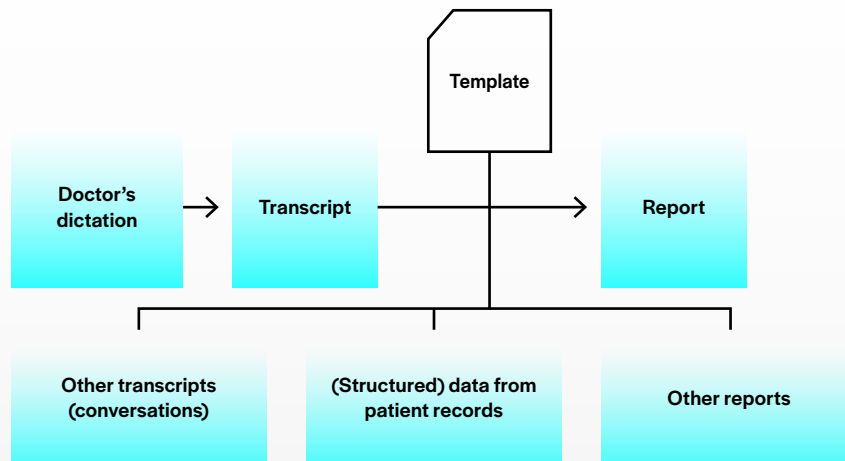 Template
Doctor’s
dictation
Transcript
Report
Other transcripts
(conversations)
(Structured) data from
patient records
Other reports